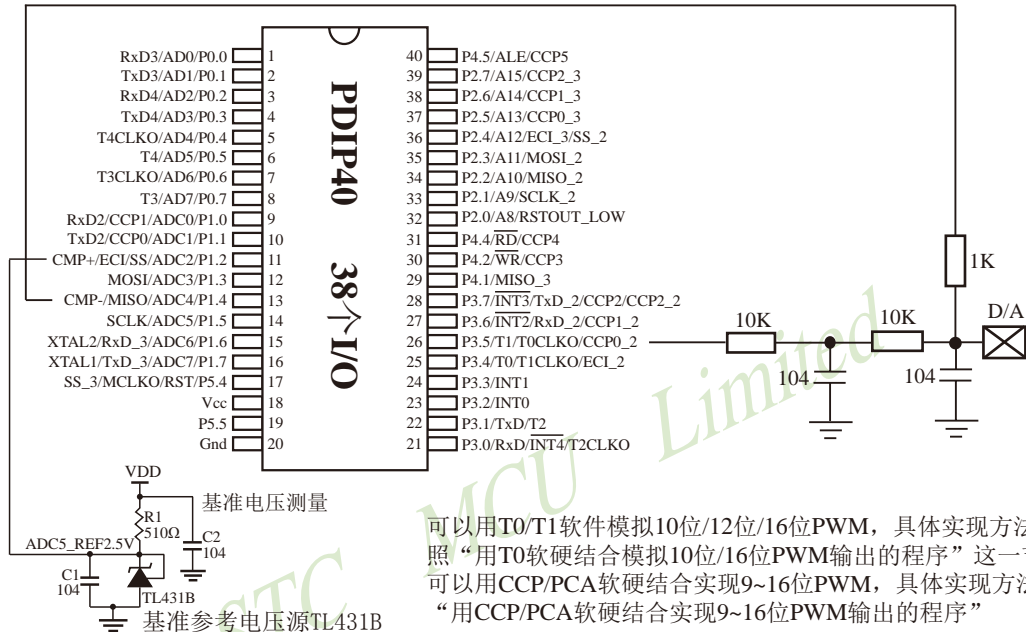 RxD3/AD0/P0.0 1
TxD3/AD1/P0.1 2
RxD4/AD2/P0.2 3
TxD4/AD3/P0.3 4
T4CLKO/AD4/P0.4 5
T4/AD5/P0.5 6
T3CLKO/AD6/P0.6 7
T3/AD7/P0.7 8
RxD2/CCP1/ADC0/P1.0 9
TxD2/CCP0/ADC1/P1.1 10
CMP+/ECI/SS/ADC2/P1.2 11
MOSI/ADC3/P1.3 12
CMP-/MISO/ADC4/P1.4 13
SCLK/ADC5/P1.5 14
XTAL2/RxD_3/ADC6/P1.6 15
XTAL1/TxD_3/ADC7/P1.7 16
SS_3/MCLKO/RST/P5.4 17
Vcc 18
P5.5 19
Gnd 20
PDIP40 38个I/O
40 P4.5/ALE/CCP5
39 P2.7/A15/CCP2_3
38 P2.6/A14/CCP1_3
37 P2.5/A13/CCP0_3
36 P2.4/A12/ECI_3/SS_2
35 P2.3/A11/MOSI_2
34 P2.2/A10/MISO_2
33 P2.1/A9/SCLK_2
32 P2.0/A8/RSTOUT_LOW
31 P4.4/RD/CCP4
30 P4.2/WR/CCP3
29 P4.1/MISO_3
28 P3.7/INT3/TxD_2/CCP2/CCP2_2
27 P3.6/INT2/RxD_2/CCP1_2
26 P3.5/T1/T0CLKO/CCP0_2
25 P3.4/T0/T1CLKO/ECI_2
24 P3.3/INT1
23 P3.2/INT0
22 P3.1/TxD/T2
21 P3.0/RxD/INT4/T2CLKO
1K
10K
10K
D/A
104
104
VDD
基准电压测量
R1
510Ω
C2
104
ADC5_REF2.5V
C1
104
TL431B
基准参考电压源TL431B
STC MCU Limited
可以用T0/T1软件模拟10位/12位/16位PWM，具体实现方法
照“用T0软硬结合模拟10位/16位PWM输出的程序”这一
可以用CCP/PCA软硬结合实现9~16位PWM，具体实现方法
“用CCP/PCA软硬结合实现9~16位PWM输出的程序”